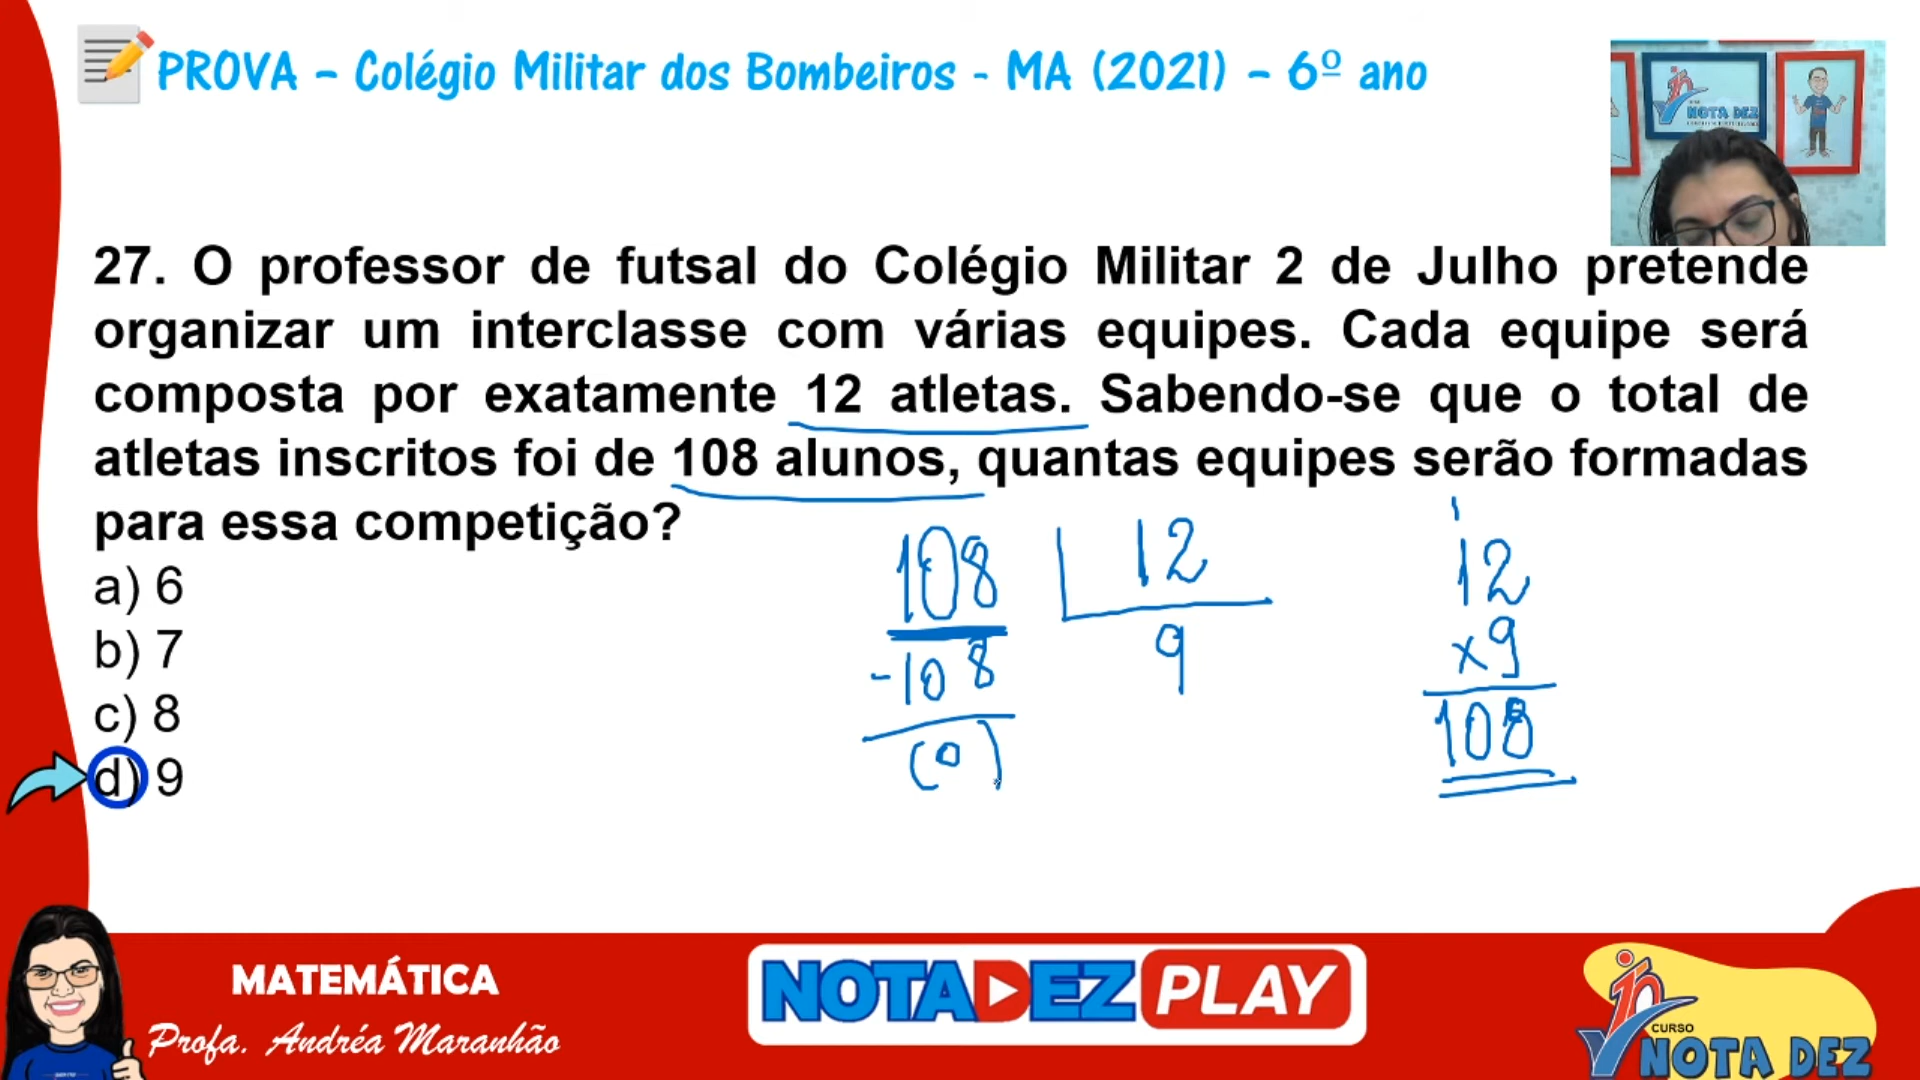 PROVA – Colégio Militar dos Bombeiros - MA (2021) – 6º ano
NOTA DEZ
27. O professor de futsal do Colégio Militar 2 de Julho pretende
organizar um interclasse com várias equipes. Cada equipe será
composta por exatamente 12 atletas. Sabendo-se que o total de
atletas inscritos foi de 108 alunos, quantas equipes serão formadas
para essa competição?
a) 6
b) 7
c) 8
d) 9
108 12
-108 9
(0)
1
12
x9
108
MATEMÁTICA
Profa. Andréa Maranhão
NOTADEZ PLAY
CURSO
NOTA DEZ